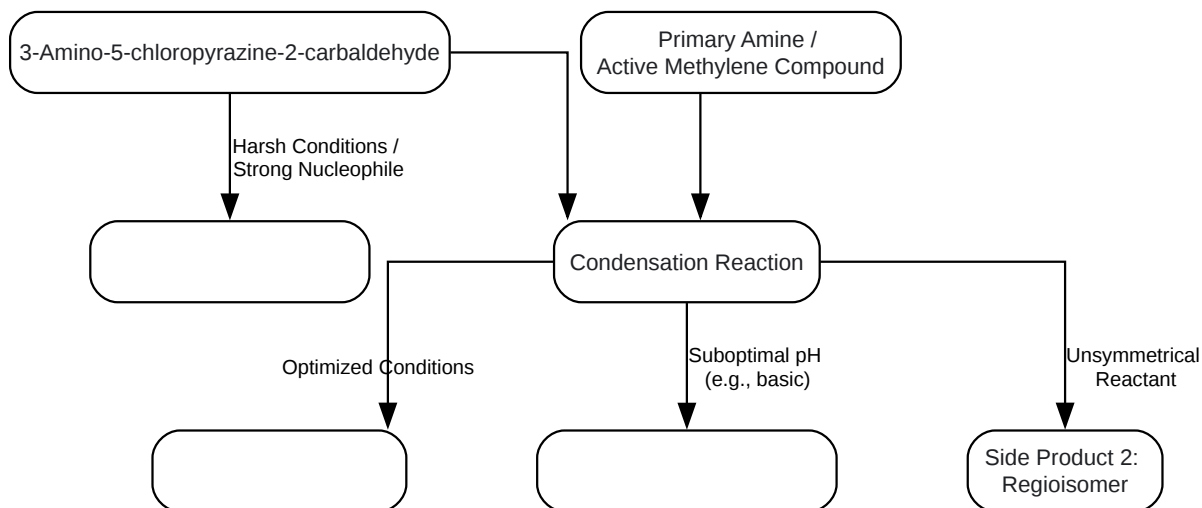 3-Amino-5-chloropyrazine-2-carbaldehyde
Primary Amine /
Active Methylene Compound
Harsh Conditions /
Strong Nucleophile
Condensation Reaction
Optimized Conditions
Suboptimal pH
(e.g., basic)
Unsymmetrical
Reactant
Side Product 2:
Regioisomer